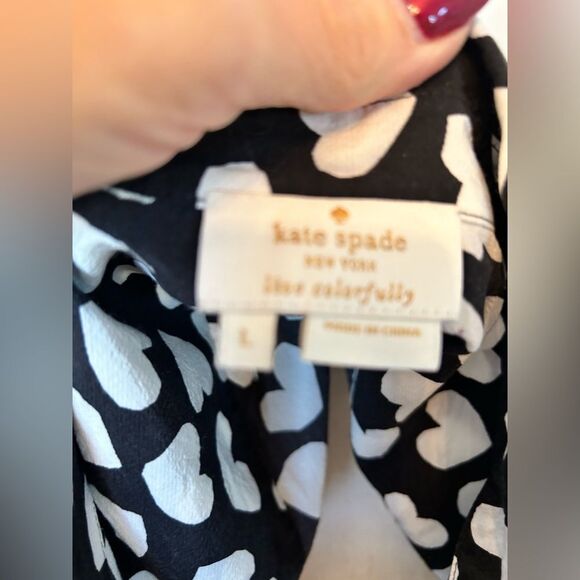 kate spade
NEW YORK
live colorfully
L
MADE IN CHINA